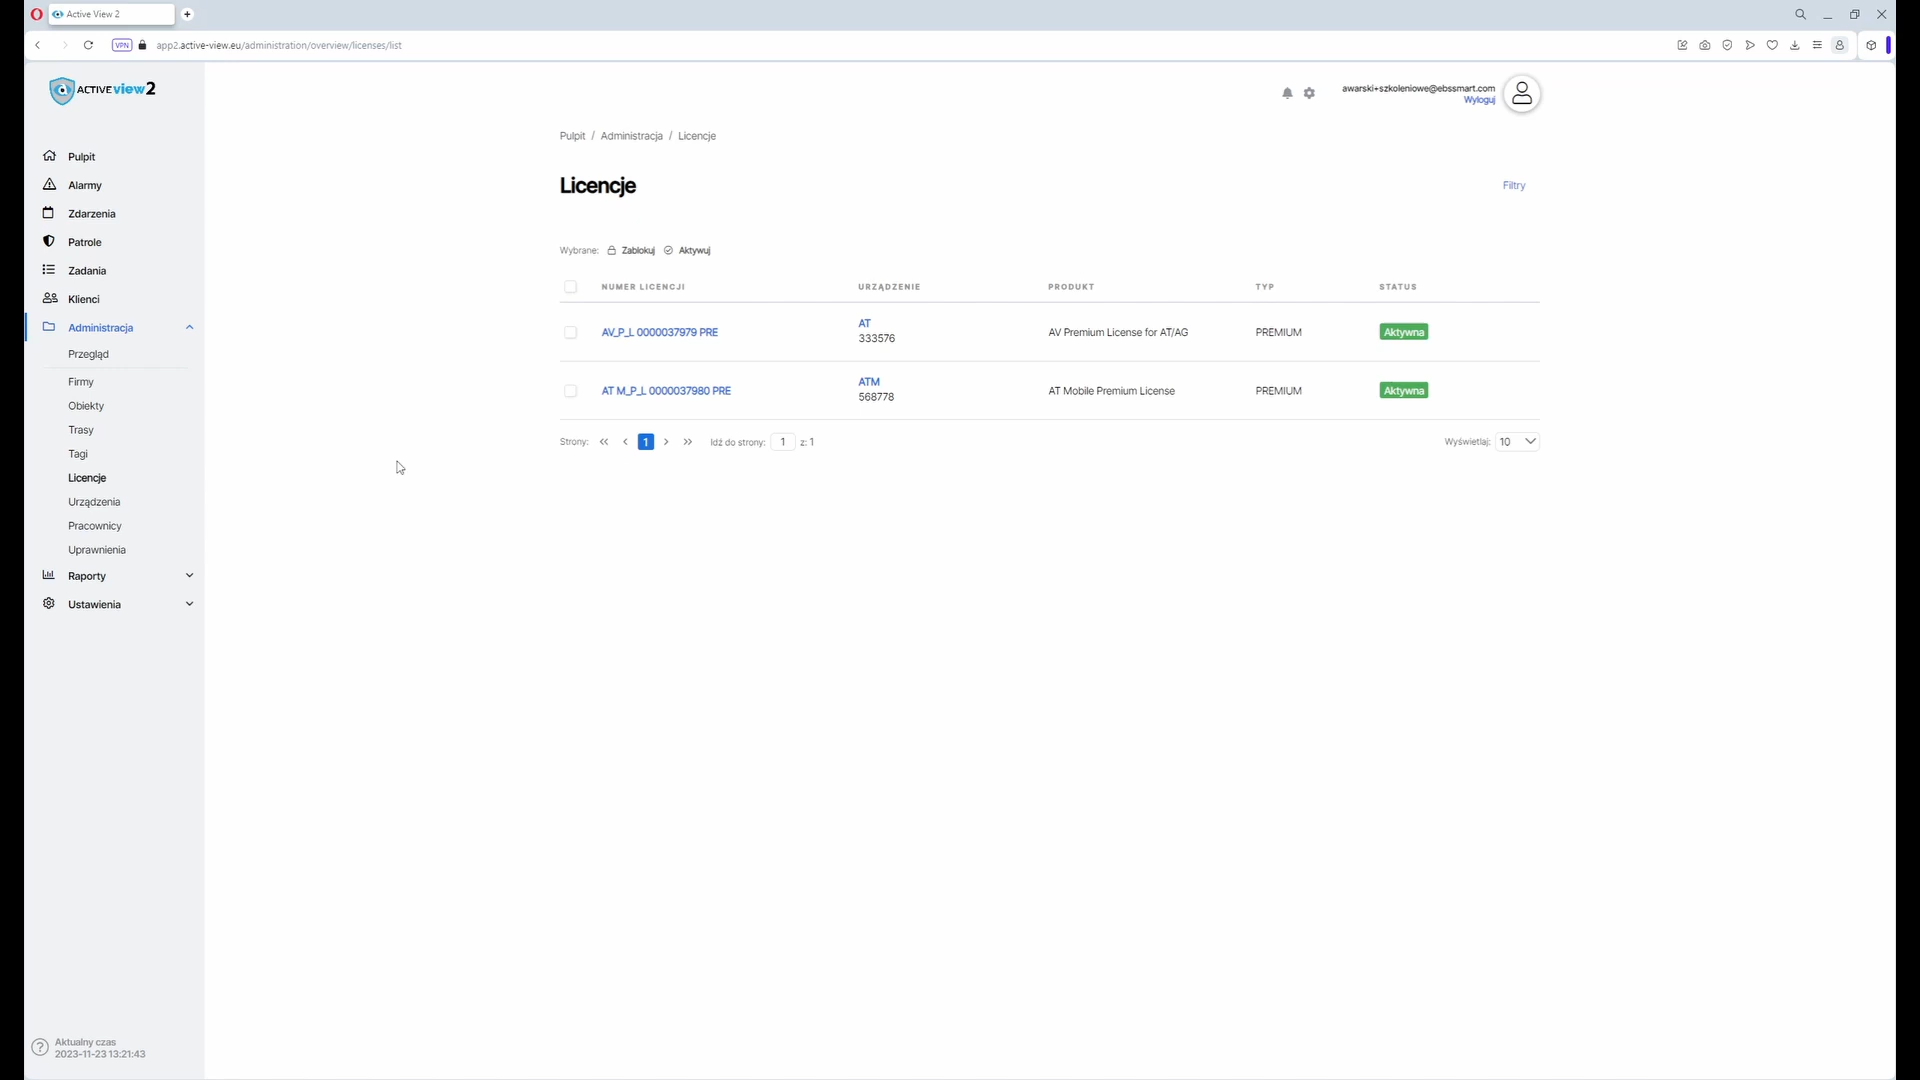 Active View 2
VPN
app2.active-view.eu/administration/overview/licenses/list
ACTIVEview2
awarski+szkoleniowe@ebssmart.com
Wyloguj
Pulpit
Alarmy
Zdarzenia
Patrole
Zadania
Klienci
Administracja
Przegląd
Firmy
Obiekty
Trasy
Tagi
Licencje
Urządzenia
Pracownicy
Uprawnienia
Raporty
Ustawienia
Aktualny czas
2023-11-23 13:21:43
Pulpit / Administracja / Licencje
Licencje
Filtry
Wybrane: Zablokuj Aktywuj
NUMER LICENCJI URZĄDZENIE PRODUKT TYP STATUS
AV_P_L 0000037979 PRE AT 333576 AV Premium License for AT/AG PREMIUM Aktywna
AT M_P_L 0000037980 PRE ATM 568778 AT Mobile Premium License PREMIUM Aktywna
Strony: 1 Idź do strony: 1 z: 1 Wyświetlaj: 10